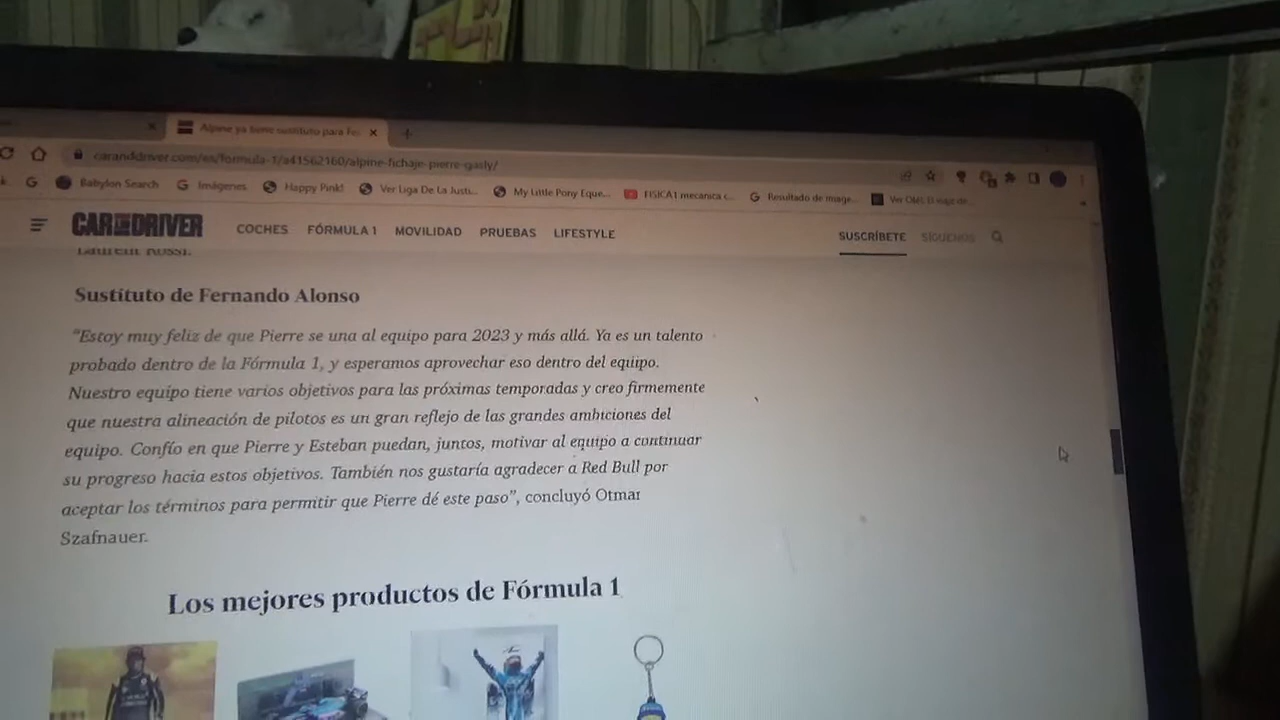 Alpine ya tiene sustituto para Fe
caranddriver.com/es/formula-1/a41562160/alpine-fichaje-pierre-gasly/
Babylon Search Imágenes Happy Pink! Ver Liga De La Justi... My Little Pony Eque... FISICA1 mecanica c... Resultado de image...
CAR AND DRIVER COCHES FÓRMULA 1 MOVILIDAD PRUEBAS LIFESTYLE SUSCRÍBETE SÍGUENOS
Laurent Rossi.
Sustituto de Fernando Alonso
"Estoy muy feliz de que Pierre se una al equipo para 2023 y más allá. Ya es un talento
probado dentro de la Fórmula 1, y esperamos aprovechar eso dentro del equipo.
Nuestro equipo tiene varios objetivos para las próximas temporadas y creo firmemente
que nuestra alineación de pilotos es un gran reflejo de las grandes ambiciones del
equipo. Confío en que Pierre y Esteban puedan, juntos, motivar al equipo a continuar
su progreso hacia estos objetivos. También nos gustaría agradecer a Red Bull por
aceptar los términos para permitir que Pierre dé este paso", concluyó Otmar
Szafnauer.
Los mejores productos de Fórmula 1